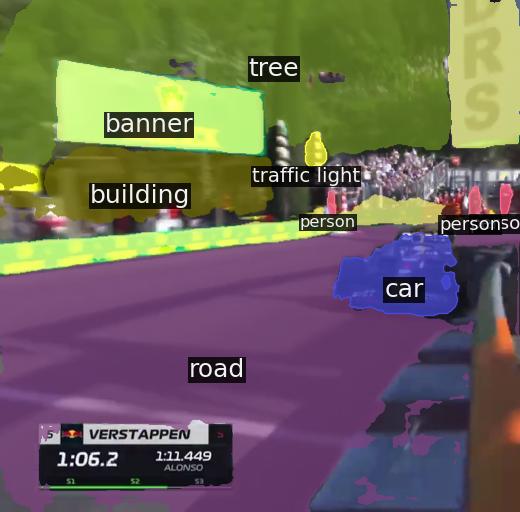 DRS
tree
banner
traffic light
building
person
person
car
road
5 VERSTAPPEN 5
1:06.2 1:11.449
ALONSO
S1 S2 S3